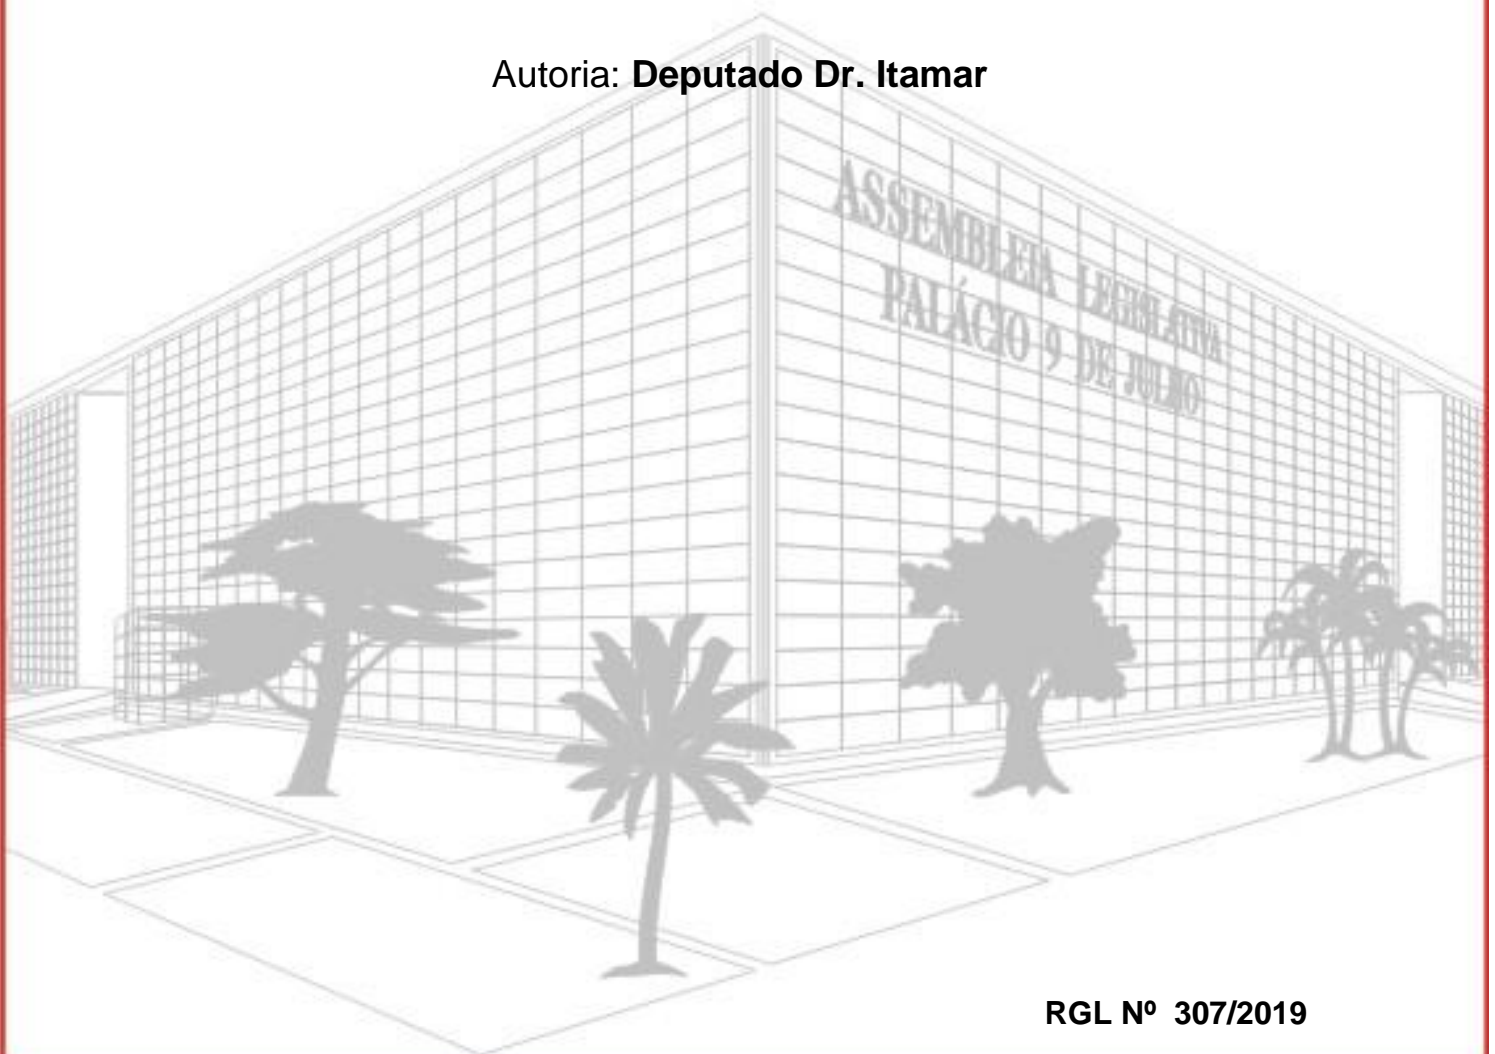 Autoria: Deputado Dr. Itamar
ASSEMBLEIA LEGISLATIVA
PALÁCIO 9 DE JULHO
RGL Nº 307/2019